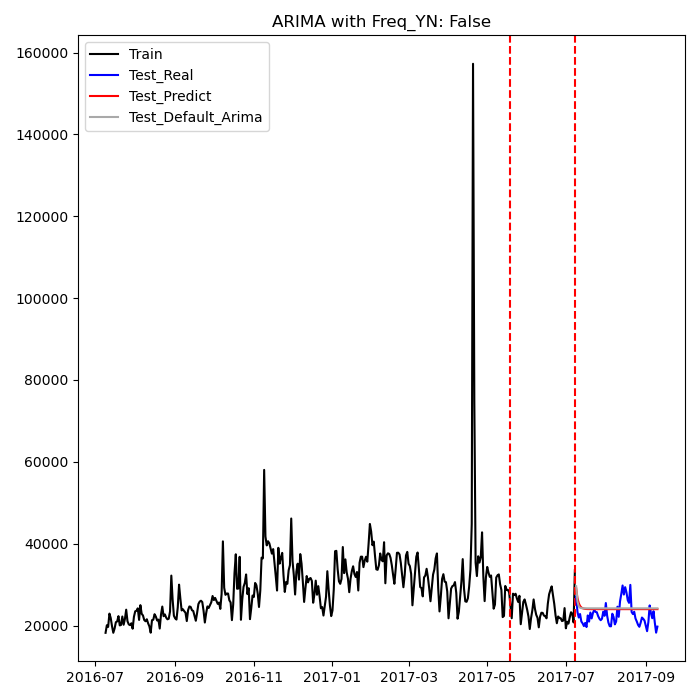 ARIMA with Freq_YN: False
Train
Test_Real
Test_Predict
Test_Default_Arima
160000
140000
120000
100000
80000
60000
40000
20000
2016-07 2016-09 2016-11 2017-01 2017-03 2017-05 2017-07 2017-09